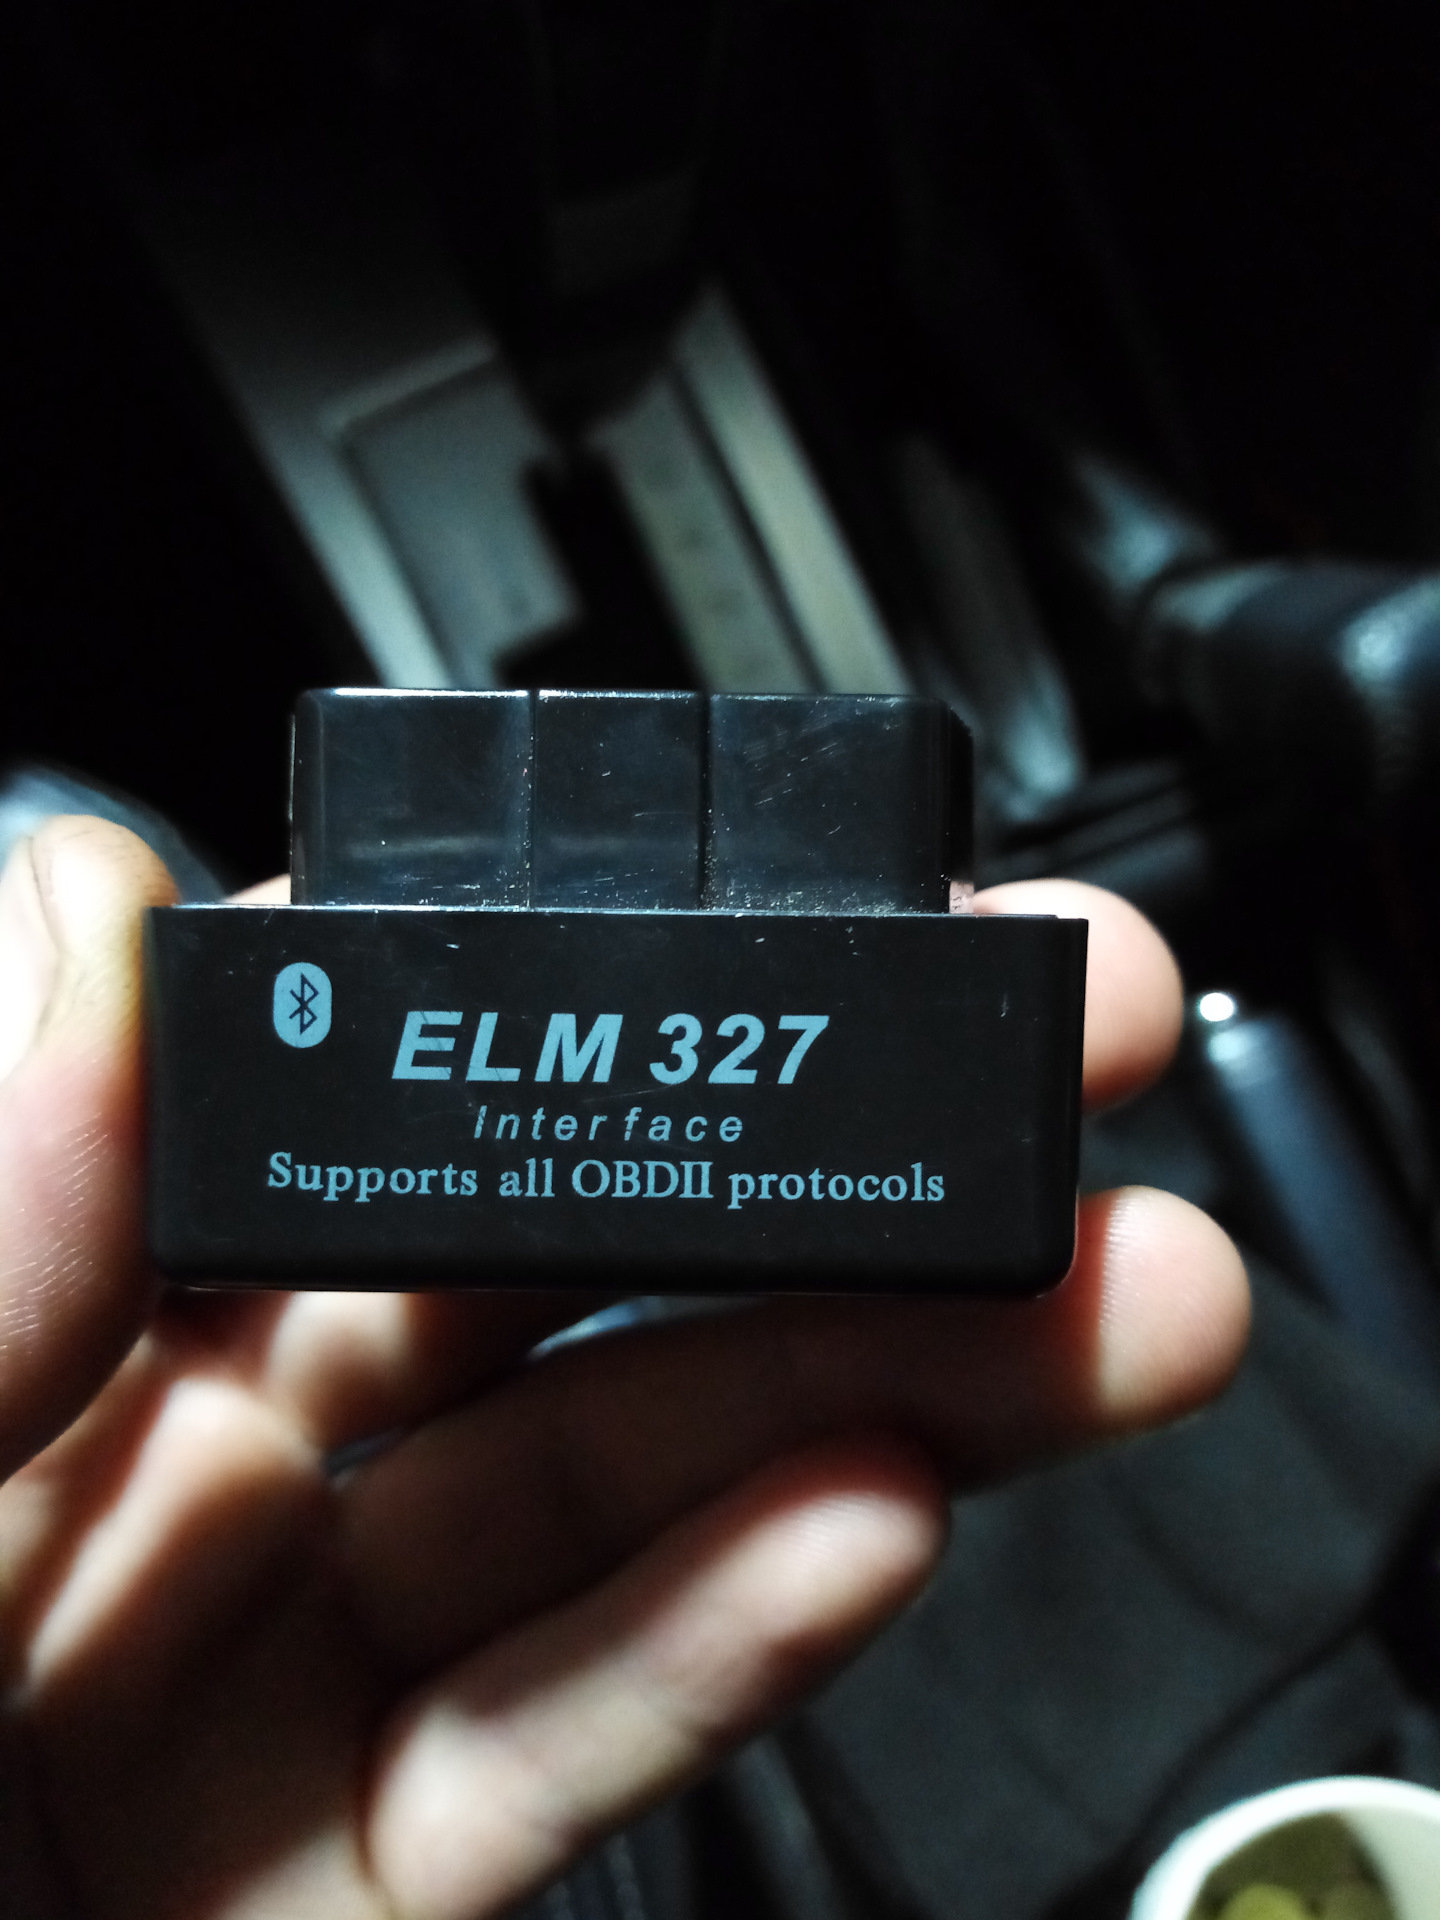 ELM 327
Interface
Supports all OBDII protocols